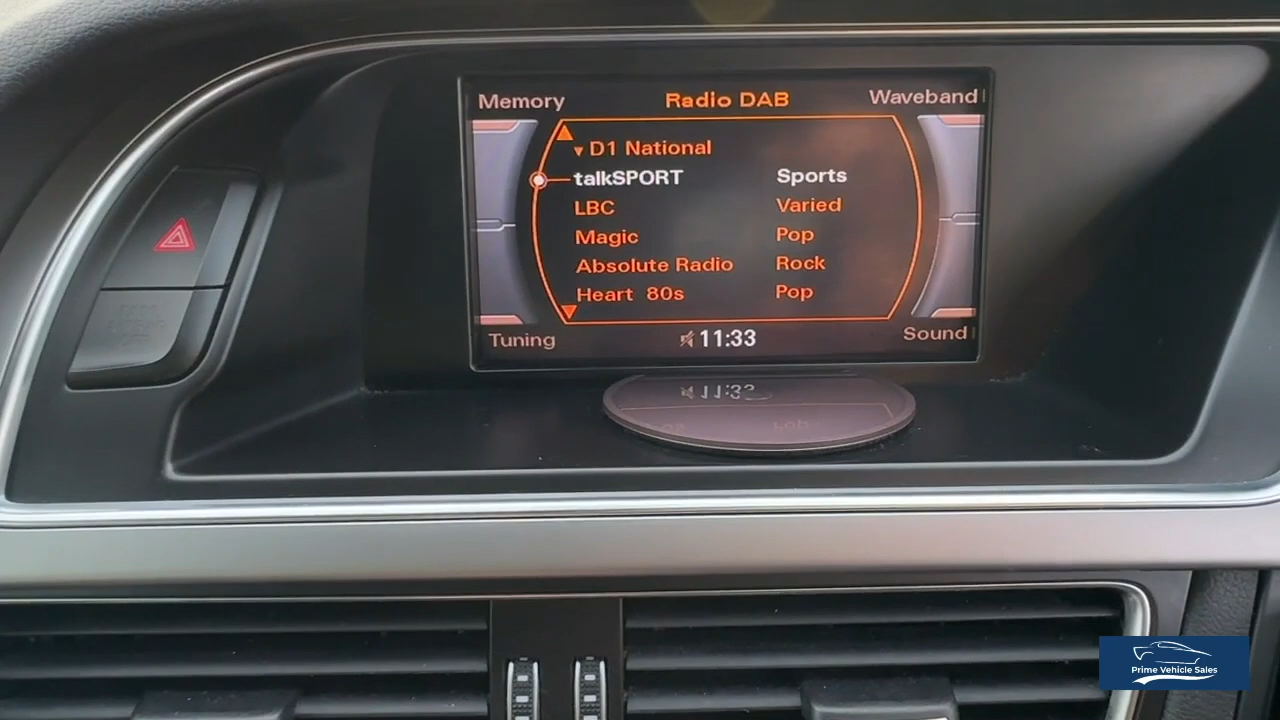 Memory Radio DAB Waveband
D1 National
talkSPORT Sports
LBC Varied
Magic Pop
Absolute Radio Rock
Heart 80s Pop
Tuning 11:33 Sound
Prime Vehicle Sales